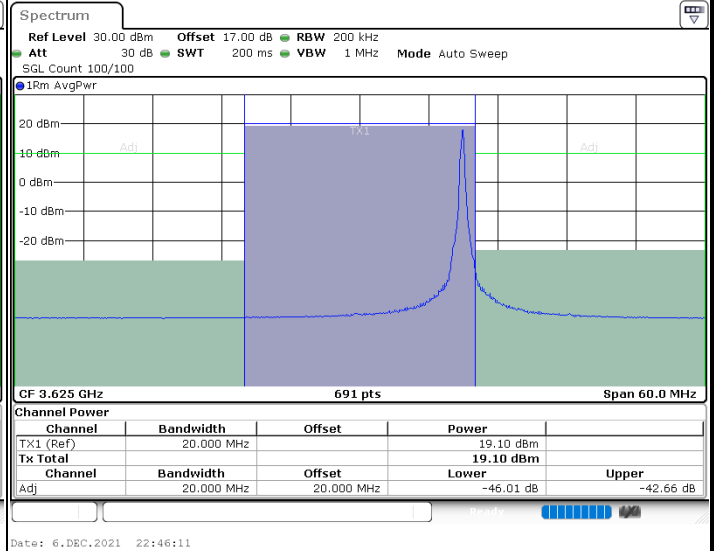 Spectrum
Ref Level 30.00 dBm Offset 17.00 dB RBW 200 kHz
Att 30 dB SWT 200 ms VBW 1 MHz Mode Auto Sweep
SGL Count 100/100
1Rm AvgPwr
20 dBm
TX1
Adj
Adj
10 dBm
0 dBm
-10 dBm
-20 dBm
CF 3.625 GHz 691 pts Span 60.0 MHz
Channel Power
Channel Bandwidth Offset Power
TX1 (Ref) 20.000 MHz 19.10 dBm
Tx Total 19.10 dBm
Channel Bandwidth Offset Lower Upper
Adj 20.000 MHz 20.000 MHz -46.01 dB -42.66 dB
Ready
Date: 6.DEC.2021 22:46:11